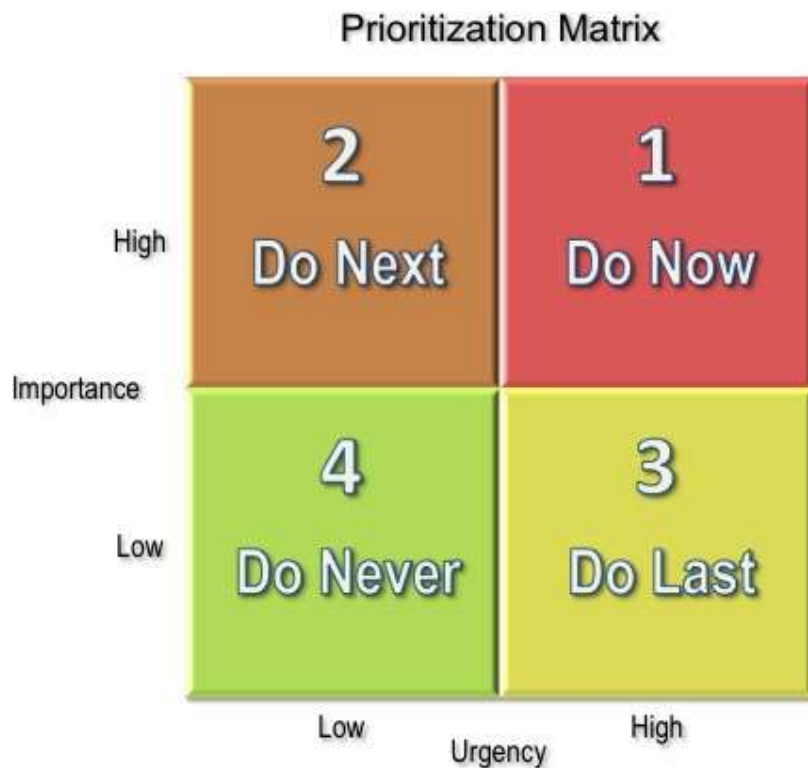 Prioritization Matrix
2
Do Next
1
Do Now
High
Importance
4
Do Never
3
Do Last
Low
Low
High
Urgency